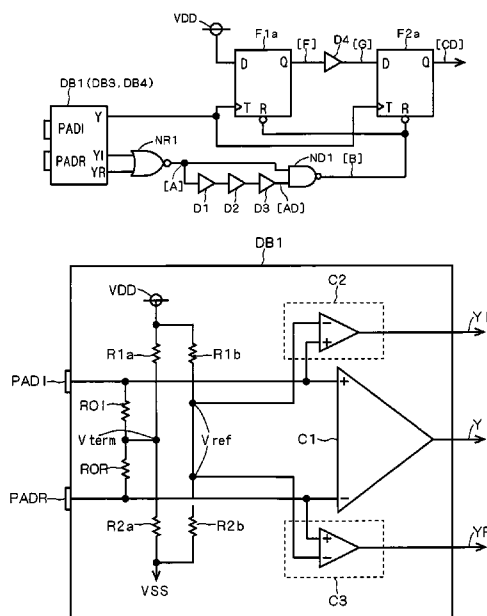 VDD
F1a
[F]
D4
[G]
F2a
[CD]
D
Q
D
Q
DB1(DB3, DB4)
T
R
T
R
Y
PADI
PADR
YI
YR
NR1
ND1
[B]
[A]
D1
D2
D3
[AD]
DB1
VDD
C2
YI
R1a
R1b
PADI
ROI
Vterm
Vref
C1
Y
ROR
PADR
R2a
R2b
YR
VSS
C3